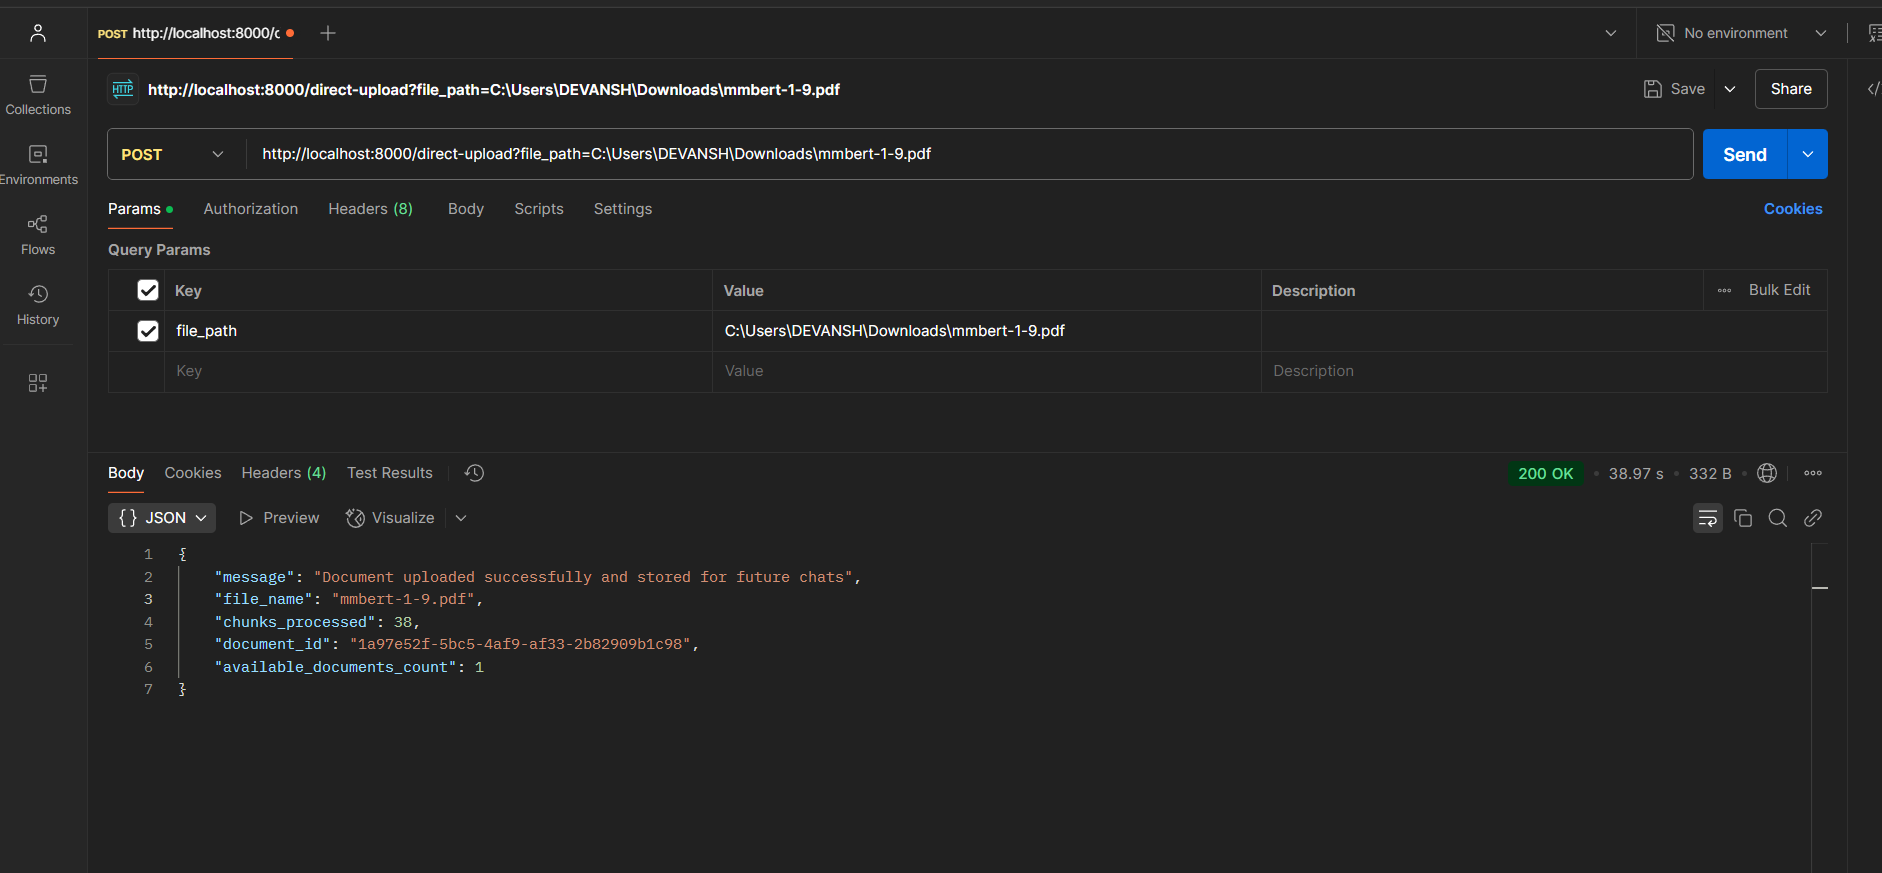 POST http://localhost:8000/
No environment
HTTP http://localhost:8000/direct-upload?file_path=C:\Users\DEVANSH\Downloads\mmbert-1-9.pdf
Save
Share
Collections
Environments
Flows
History
POST
http://localhost:8000/direct-upload?file_path=C:\Users\DEVANSH\Downloads\mmbert-1-9.pdf
Send
Params Authorization Headers (8) Body Scripts Settings
Cookies
Query Params
Key Value Description Bulk Edit
file_path C:\Users\DEVANSH\Downloads\mmbert-1-9.pdf
Key Value Description
Body Cookies Headers (4) Test Results
200 OK • 38.97 s • 332 B •
{} JSON Preview Visualize
1 {
2 "message": "Document uploaded successfully and stored for future chats",
3 "file_name": "mmbert-1-9.pdf",
4 "chunks_processed": 38,
5 "document_id": "1a97e52f-5bc5-4af9-af33-2b82909b1c98",
6 "available_documents_count": 1
7 }